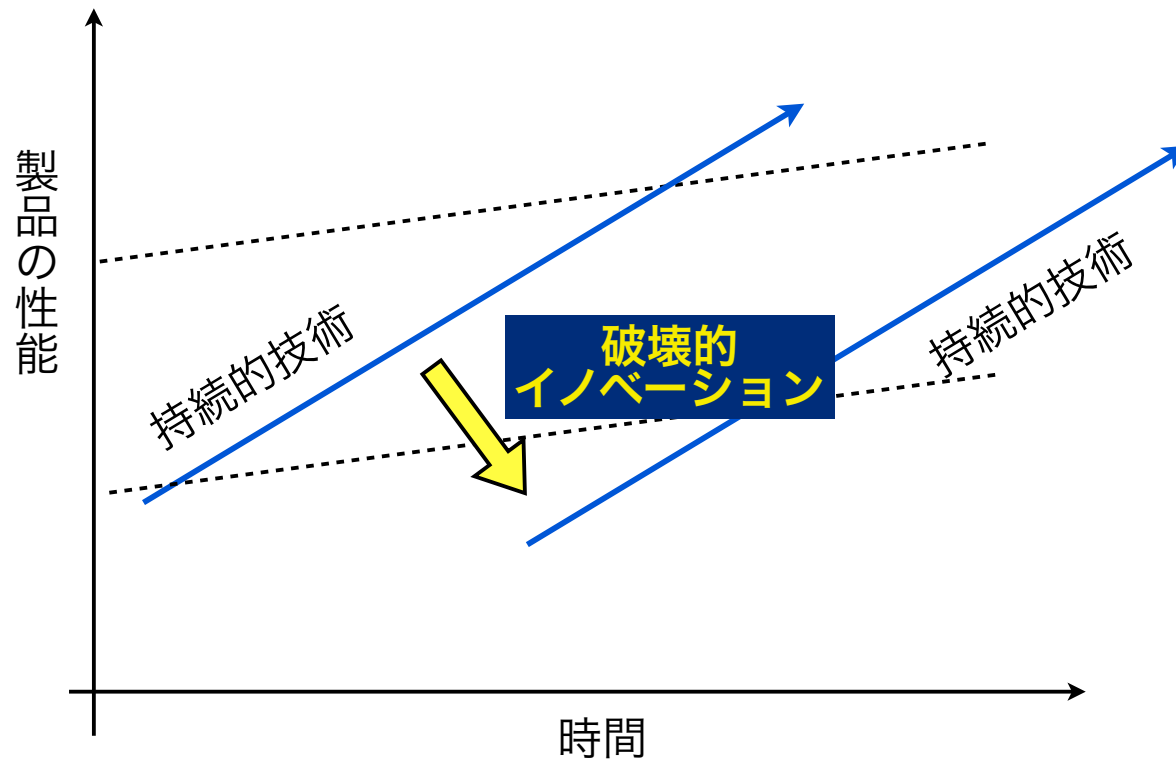 製品の性能
持続的技術
破壊的
イノベーション
持続的技術
時間